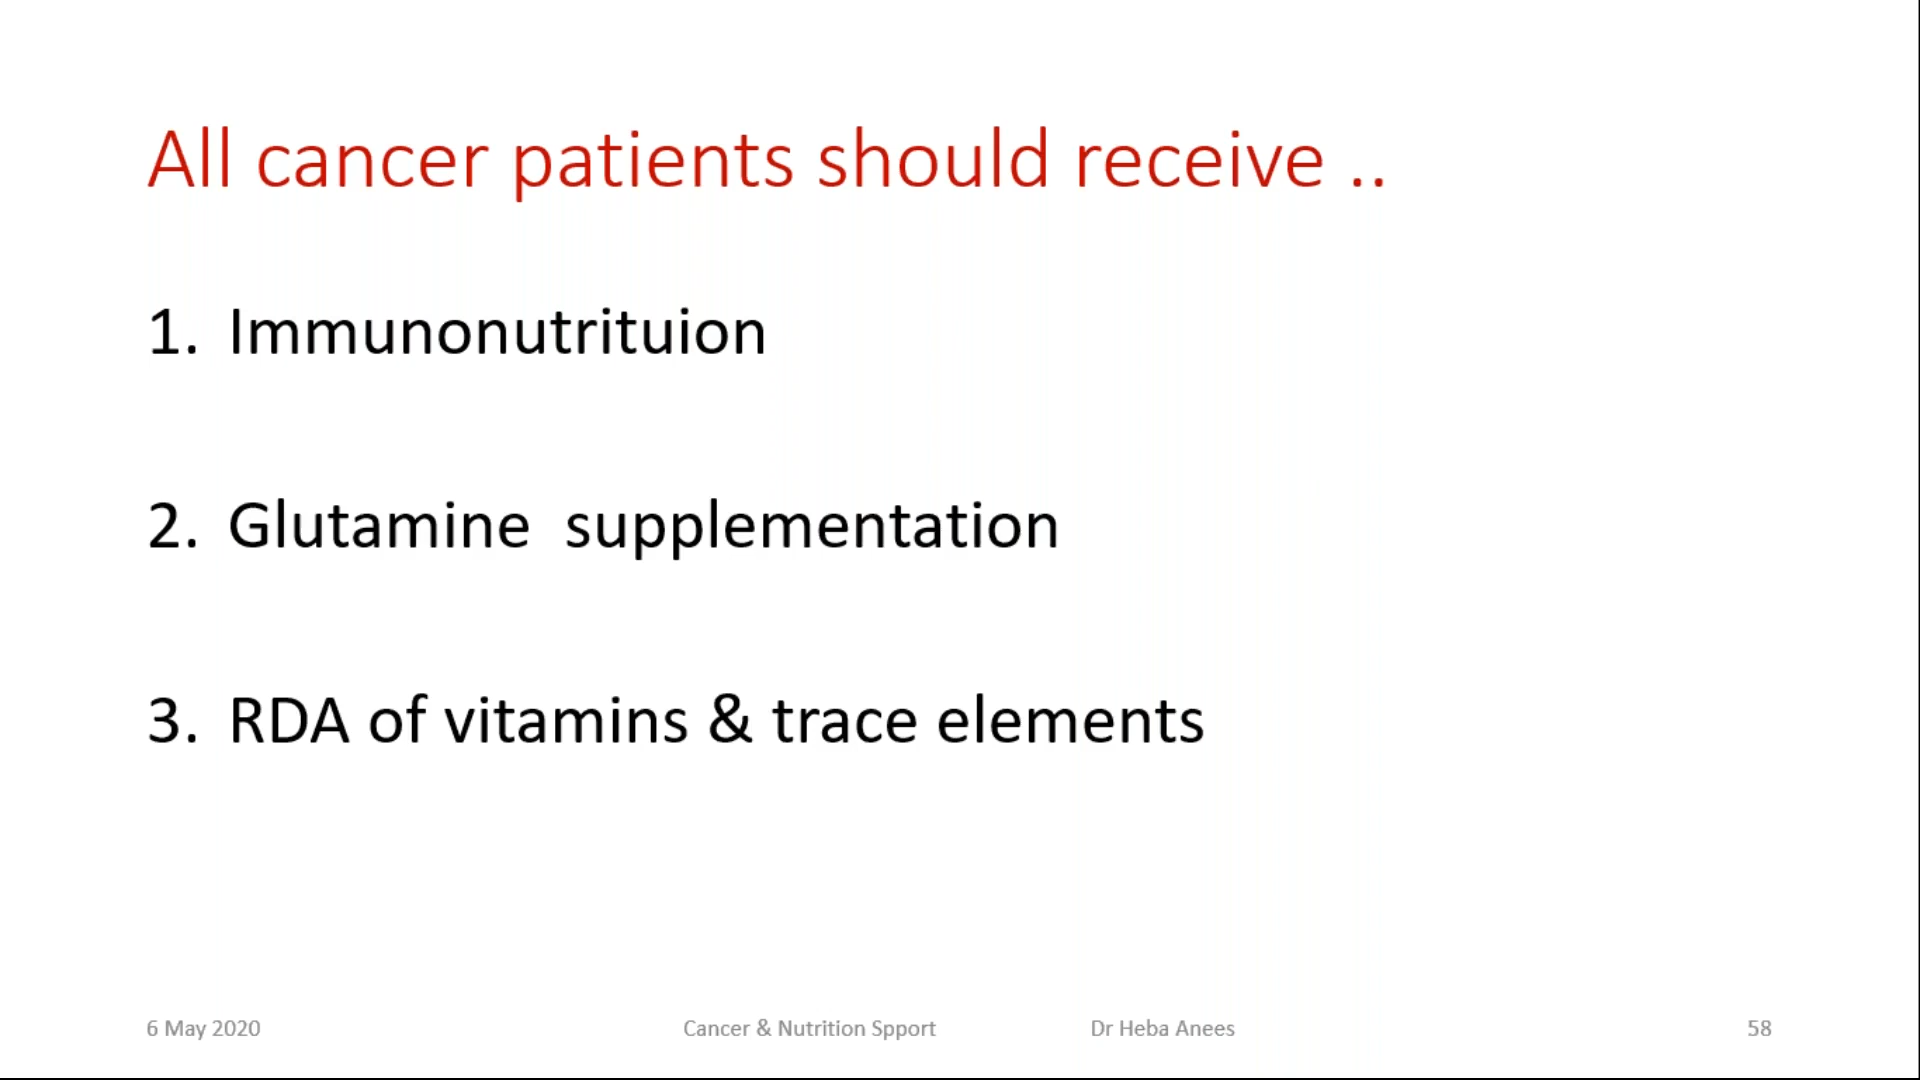 All cancer patients should receive ..
1. Immunonutrituion
2. Glutamine supplementation
3. RDA of vitamins & trace elements
6 May 2020 Cancer & Nutrition Spport Dr Heba Anees 58